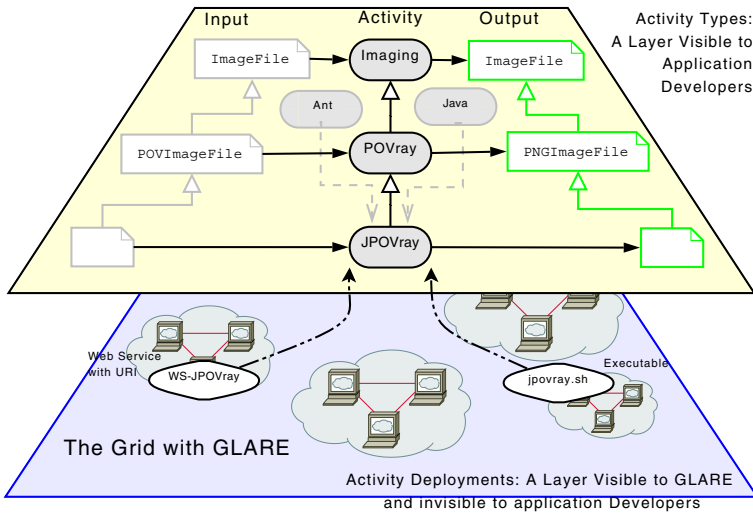 Input
Activity
Output
Activity Types:
A Layer Visible to
Application
Developers
ImageFile
Imaging
ImageFile
Ant
Java
POVImageFile
POVray
PNGImageFile
JPOVray
Web Service
with URI
WS-JPOVray
jpovray.sh
Executable
The Grid with GLARE
Activity Deployments: A Layer Visible to GLARE
and invisible to application Developers